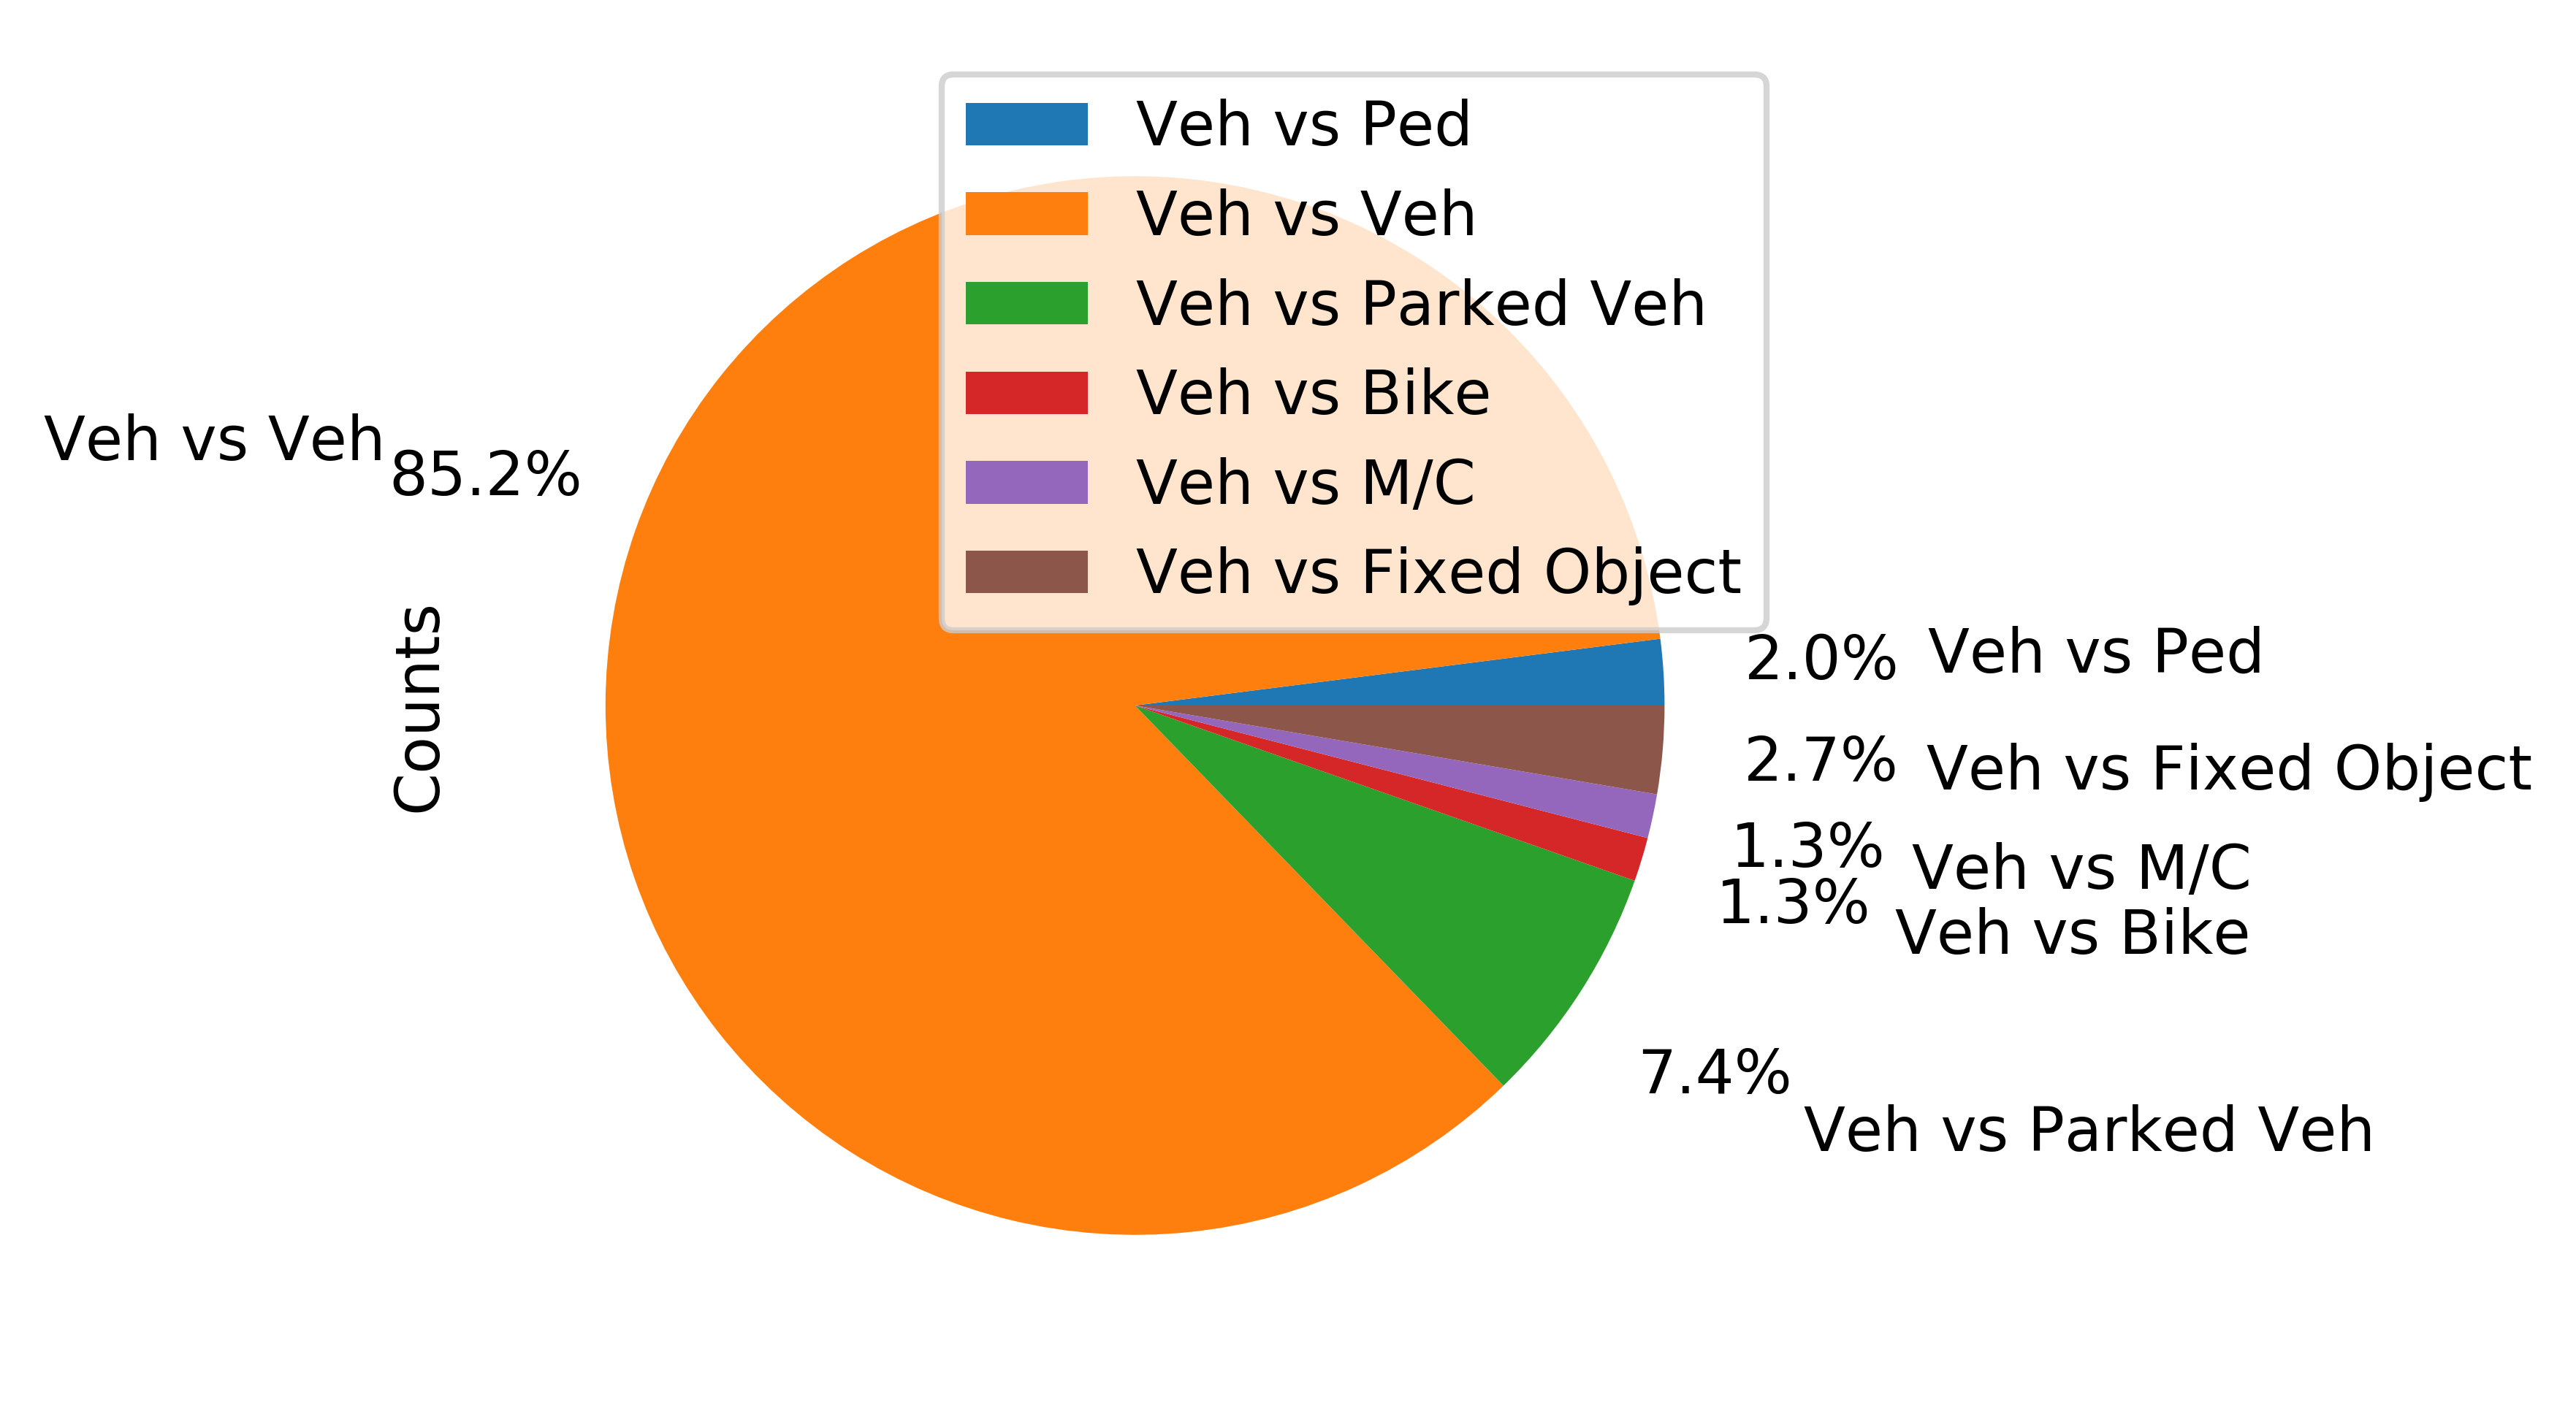 Veh vs Ped
Veh vs Veh
Veh vs Parked Veh
Veh vs Bike
Veh vs M/C
Veh vs Fixed Object
Veh vs Veh
85.2%
Counts
2.0%
Veh vs Ped
2.7%
Veh vs Fixed Object
1.3%
Veh vs M/C
1.3%
Veh vs Bike
7.4%
Veh vs Parked Veh